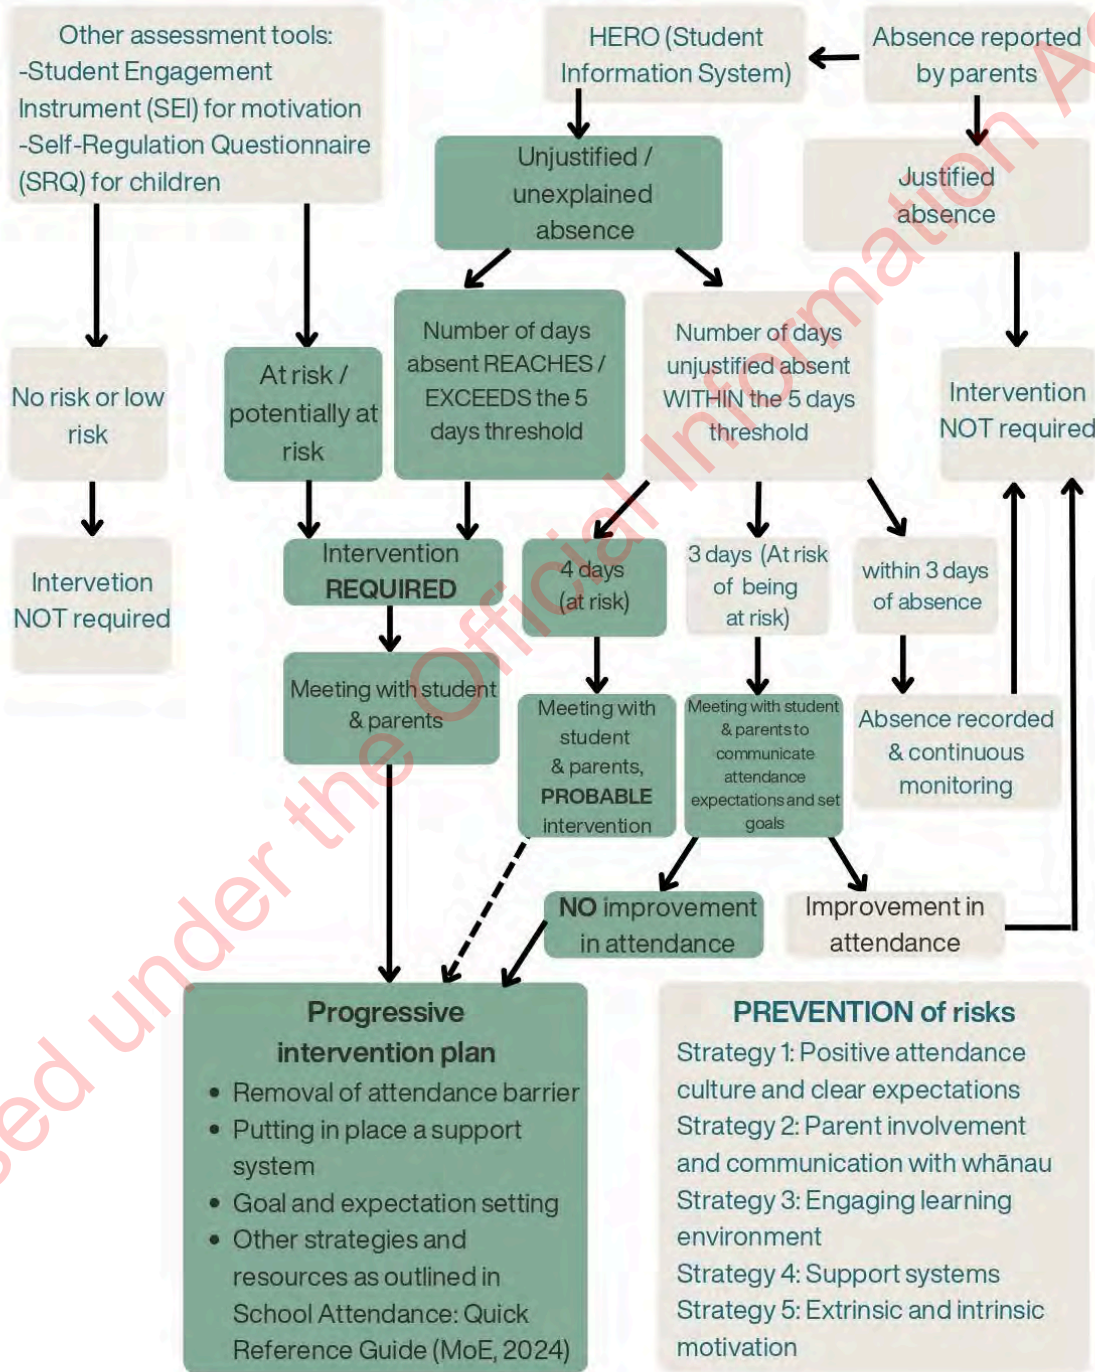 Other assessment tools:
-Student Engagement
Instrument (SEI) for motivation
-Self-Regulation Questionnaire
(SRQ) for children
HERO (Student
Information System)
Absence reported
by parents
Unjustified /
unexplained
absence
Justified
absence
No risk or low
risk
At risk /
potentially at
risk
Number of days
absent REACHES /
EXCEEDS the 5
days threshold
Number of days
unjustified absent
WITHIN the 5 days
threshold
Intervention
NOT required
Intervetion
NOT required
Intervention
REQUIRED
4 days
(at risk)
3 days (At risk
of being
at risk)
within 3 days
of absence
Meeting with student
& parents
Meeting with
student
& parents,
PROBABLE
intervention
Meeting with student
& parents to
communicate
attendance
expectations and set
goals
Absence recorded
& continuous
monitoring
NO improvement
in attendance
Improvement in
attendance
Progressive
intervention plan
• Removal of attendance barrier
• Putting in place a support
system
• Goal and expectation setting
• Other strategies and
resources as outlined in
School Attendance: Quick
Reference Guide (MoE, 2024)
PREVENTION of risks
Strategy 1: Positive attendance
culture and clear expectations
Strategy 2: Parent involvement
and communication with whānau
Strategy 3: Engaging learning
environment
Strategy 4: Support systems
Strategy 5: Extrinsic and intrinsic
motivation
under the Official Information